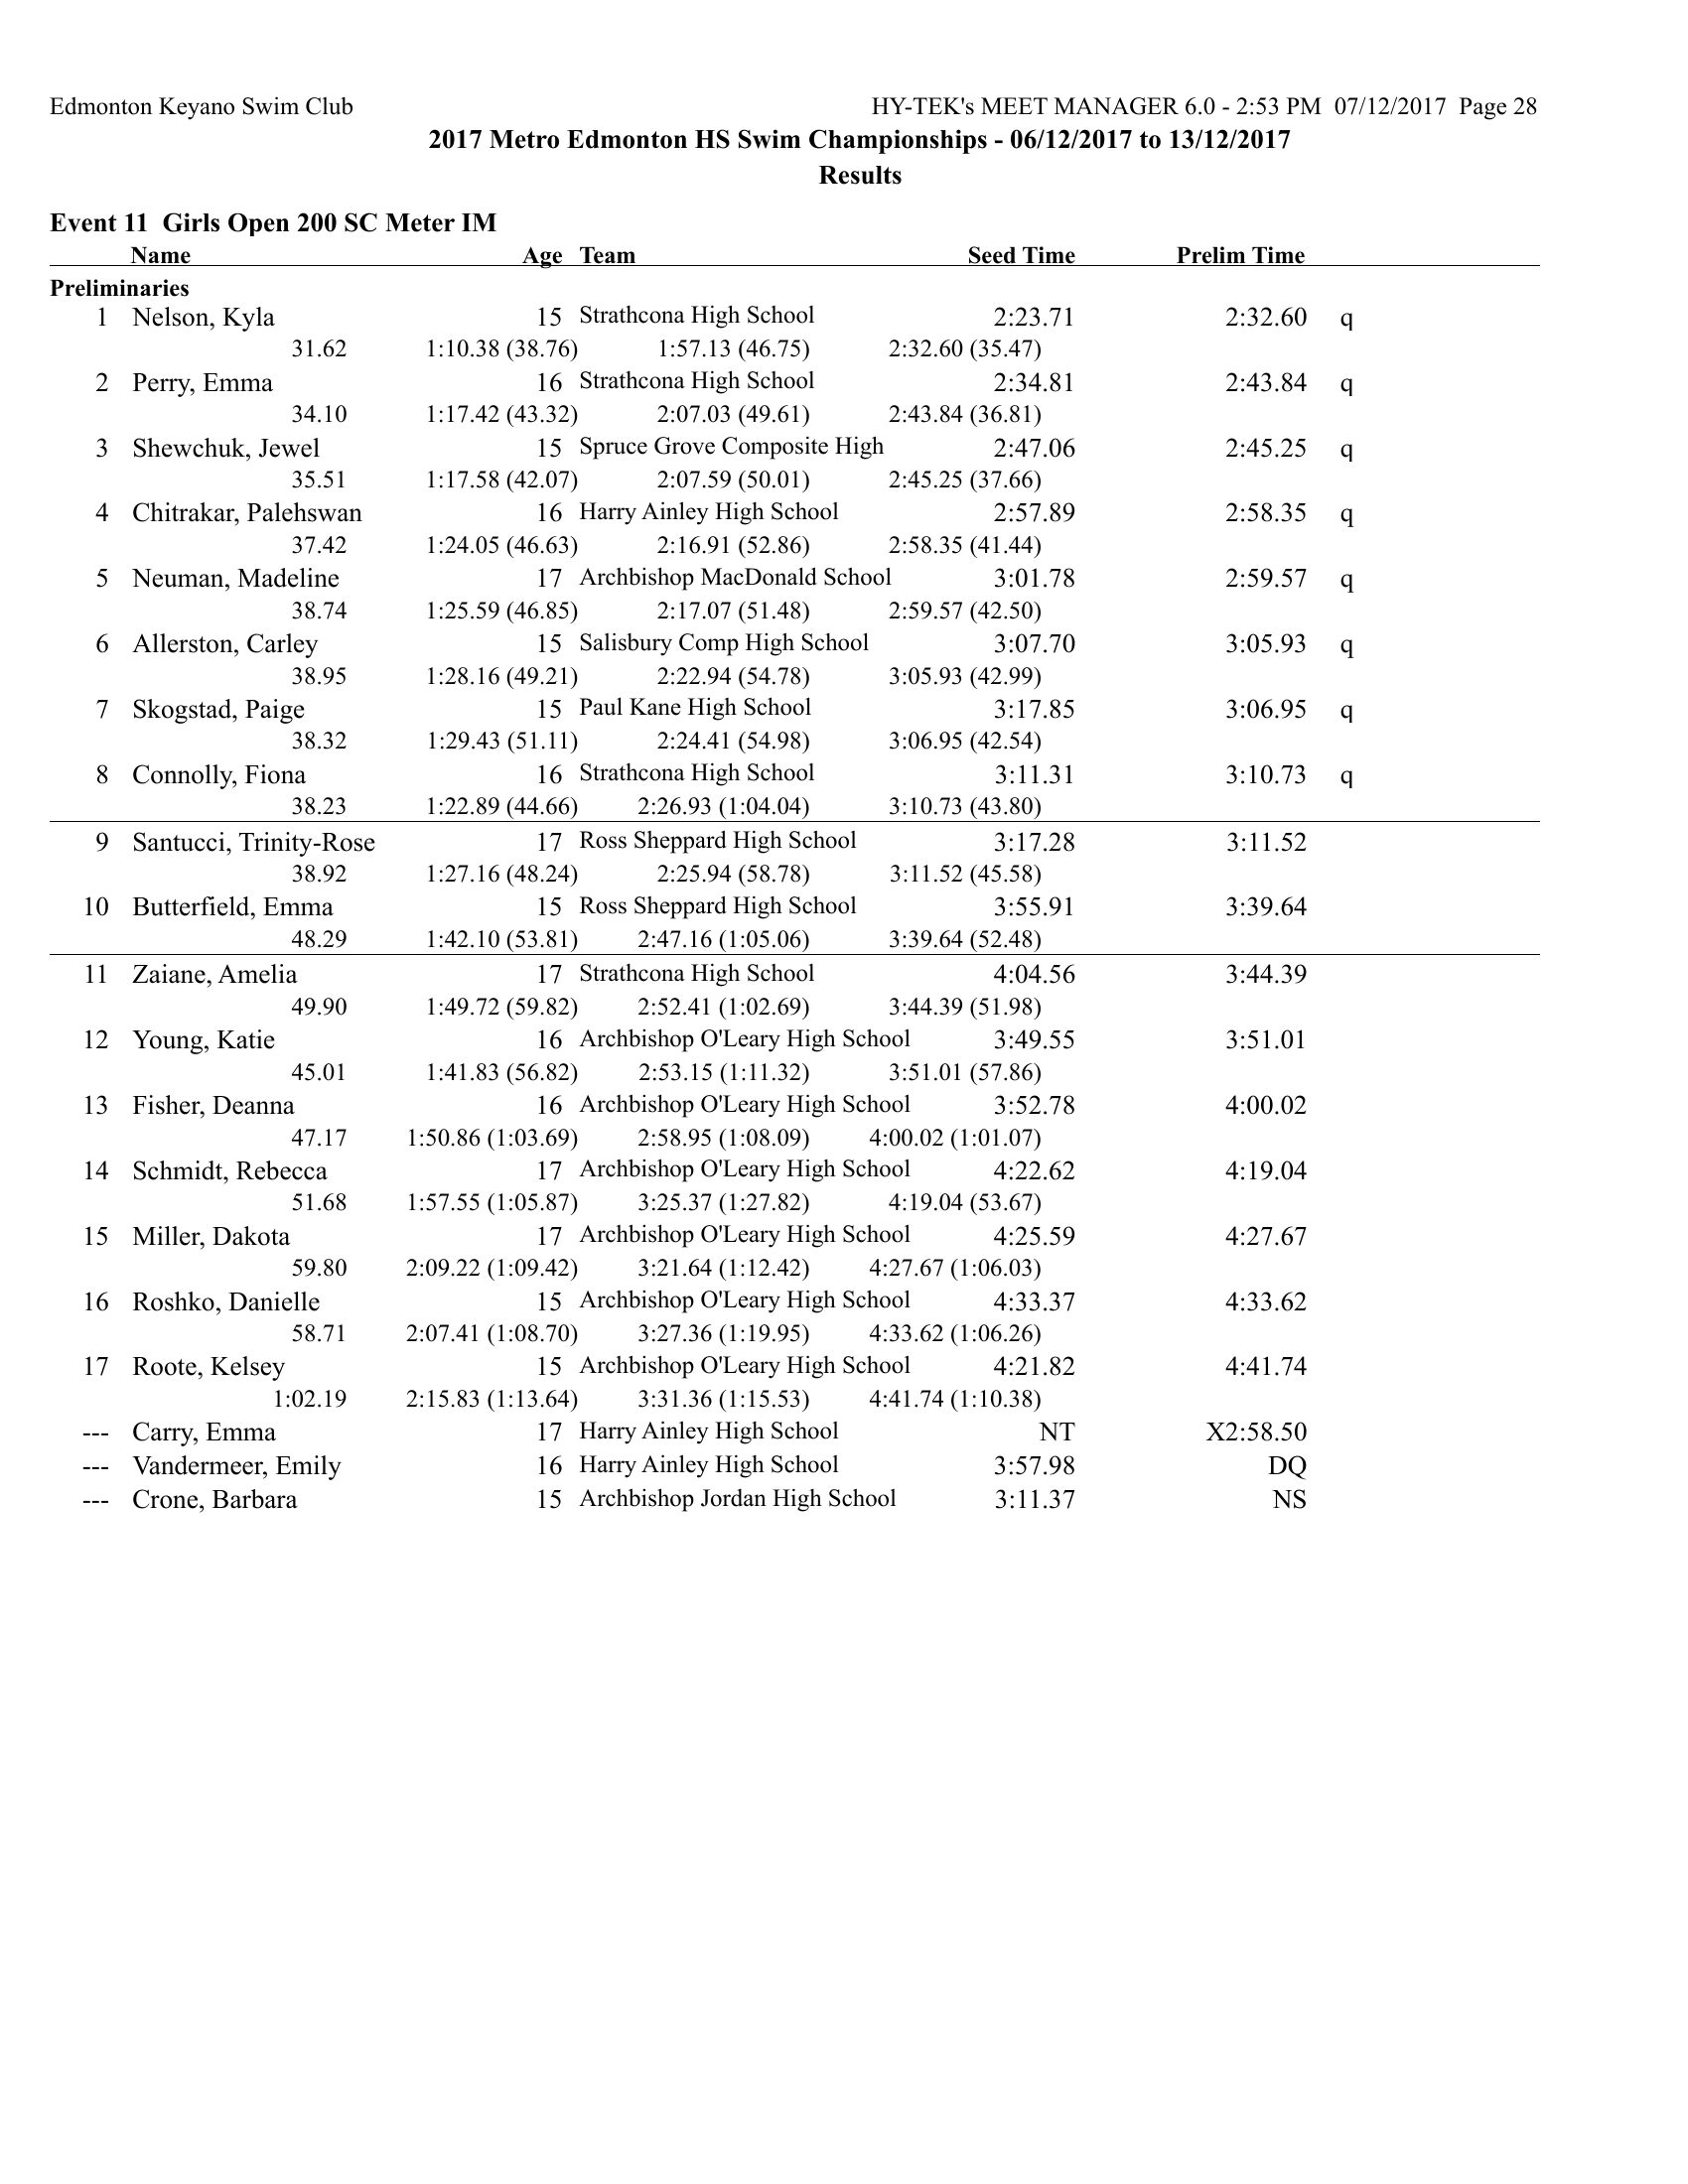 Edmonton Keyano Swim Club HY-TEK's MEET MANAGER 6.0 - 2:53 PM 07/12/2017 Page 28
2017 Metro Edmonton HS Swim Championships - 06/12/2017 to 13/12/2017
Results
Event 11 Girls Open 200 SC Meter IM
Name Age Team Seed Time Prelim Time
Preliminaries
1 Nelson, Kyla 15 Strathcona High School 2:23.71 2:32.60 q
31.62 1:10.38 (38.76) 1:57.13 (46.75) 2:32.60 (35.47)
2 Perry, Emma 16 Strathcona High School 2:34.81 2:43.84 q
34.10 1:17.42 (43.32) 2:07.03 (49.61) 2:43.84 (36.81)
3 Shewchuk, Jewel 15 Spruce Grove Composite High 2:47.06 2:45.25 q
35.51 1:17.58 (42.07) 2:07.59 (50.01) 2:45.25 (37.66)
4 Chitrakar, Palehswan 16 Harry Ainley High School 2:57.89 2:58.35 q
37.42 1:24.05 (46.63) 2:16.91 (52.86) 2:58.35 (41.44)
5 Neuman, Madeline 17 Archbishop MacDonald School 3:01.78 2:59.57 q
38.74 1:25.59 (46.85) 2:17.07 (51.48) 2:59.57 (42.50)
6 Allerston, Carley 15 Salisbury Comp High School 3:07.70 3:05.93 q
38.95 1:28.16 (49.21) 2:22.94 (54.78) 3:05.93 (42.99)
7 Skogstad, Paige 15 Paul Kane High School 3:17.85 3:06.95 q
38.32 1:29.43 (51.11) 2:24.41 (54.98) 3:06.95 (42.54)
8 Connolly, Fiona 16 Strathcona High School 3:11.31 3:10.73 q
38.23 1:22.89 (44.66) 2:26.93 (1:04.04) 3:10.73 (43.80)
9 Santucci, Trinity-Rose 17 Ross Sheppard High School 3:17.28 3:11.52
38.92 1:27.16 (48.24) 2:25.94 (58.78) 3:11.52 (45.58)
10 Butterfield, Emma 15 Ross Sheppard High School 3:55.91 3:39.64
48.29 1:42.10 (53.81) 2:47.16 (1:05.06) 3:39.64 (52.48)
11 Zaiane, Amelia 17 Strathcona High School 4:04.56 3:44.39
49.90 1:49.72 (59.82) 2:52.41 (1:02.69) 3:44.39 (51.98)
12 Young, Katie 16 Archbishop O'Leary High School 3:49.55 3:51.01
45.01 1:41.83 (56.82) 2:53.15 (1:11.32) 3:51.01 (57.86)
13 Fisher, Deanna 16 Archbishop O'Leary High School 3:52.78 4:00.02
47.17 1:50.86 (1:03.69) 2:58.95 (1:08.09) 4:00.02 (1:01.07)
14 Schmidt, Rebecca 17 Archbishop O'Leary High School 4:22.62 4:19.04
51.68 1:57.55 (1:05.87) 3:25.37 (1:27.82) 4:19.04 (53.67)
15 Miller, Dakota 17 Archbishop O'Leary High School 4:25.59 4:27.67
59.80 2:09.22 (1:09.42) 3:21.64 (1:12.42) 4:27.67 (1:06.03)
16 Roshko, Danielle 15 Archbishop O'Leary High School 4:33.37 4:33.62
58.71 2:07.41 (1:08.70) 3:27.36 (1:19.95) 4:33.62 (1:06.26)
17 Roote, Kelsey 15 Archbishop O'Leary High School 4:21.82 4:41.74
1:02.19 2:15.83 (1:13.64) 3:31.36 (1:15.53) 4:41.74 (1:10.38)
--- Carry, Emma 17 Harry Ainley High School NT X2:58.50
--- Vandermeer, Emily 16 Harry Ainley High School 3:57.98 DQ
--- Crone, Barbara 15 Archbishop Jordan High School 3:11.37 NS